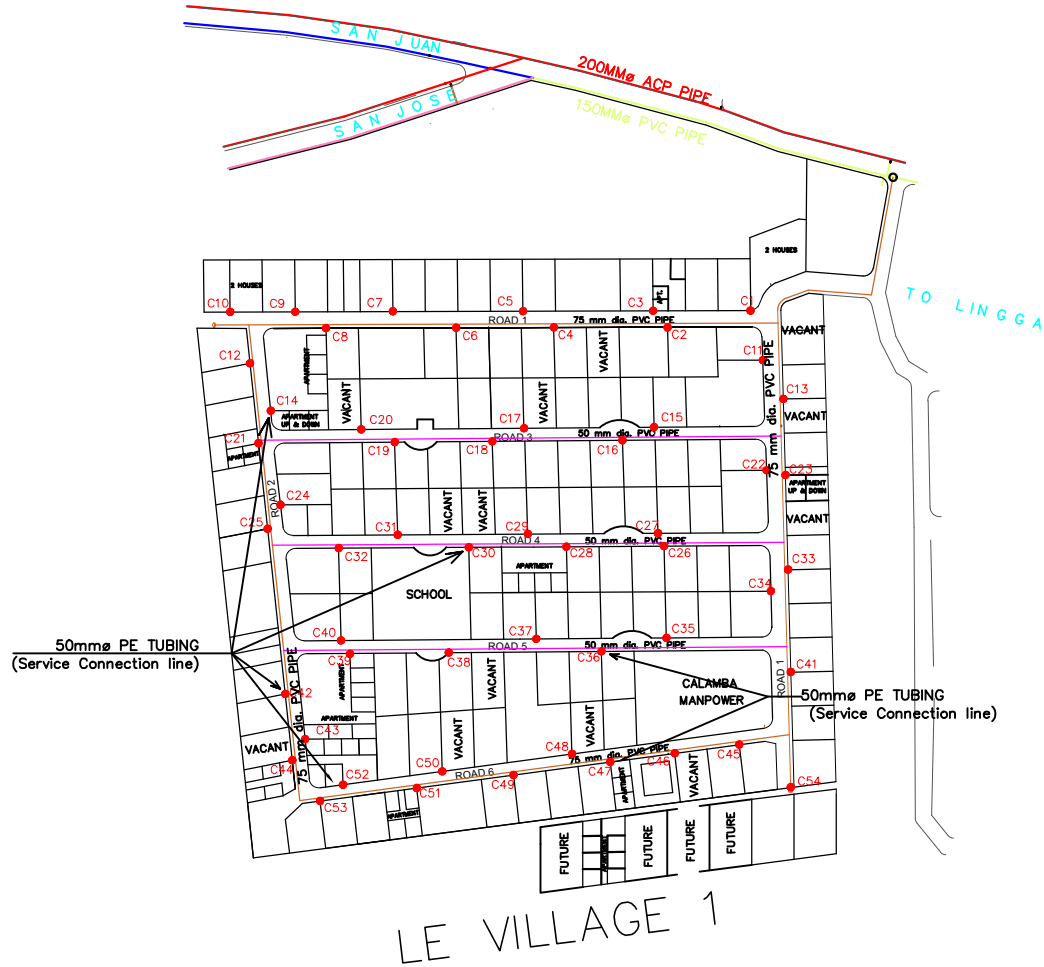 SAN JUAN
200MMø ACP PIPE
SAN JOSE
150MMø PVC PIPE
2 HOUSES
TO LINGGA
2 HOUSES
C10
C9
C7
C5
C3
APT.
C1
ROAD 1
75 mm dia. PVC PIPE
VACANT
C8
C6
C4
VACANT
C2
C12
APARTMENT
C11
75 mm dia. PVC PIPE
C13
C14
APARTMENT
UP & DOWN
VACANT
C20
C17
C15
VACANT
C21
APARTMENT
ROAD 3
50 mm dia. PVC PIPE
C19
C18
C16
C22
C23
APARTMENT
UP & DOWN
ROAD 2
C24
VACANT
VACANT
VACANT
C25
C31
C29
C27
ROAD 4
50 mm dia. PVC PIPE
C32
C30
C28
C26
APARTMENT
C33
SCHOOL
C34
C40
C37
C35
50mmø PE TUBING
(Service Connection line)
ROAD 5
50 mm dia. PVC PIPE
C39
C38
C36
APARTMENT
VACANT
CALAMBA
MANPOWER
ROAD 1
C41
C42
50mmø PE TUBING
(Service Connection line)
75 mm dia. PVC PIPE
APARTMENT
C43
VACANT
VACANT
VACANT
C44
C48
C45
C46
75 mm dia. PVC PIPE
C47
C50
ROAD 6
C49
C52
C51
C53
APARTMENT
APARTMENT
VACANT
C54
FUTURE
APARTMENT
FUTURE
FUTURE
FUTURE
LE VILLAGE 1